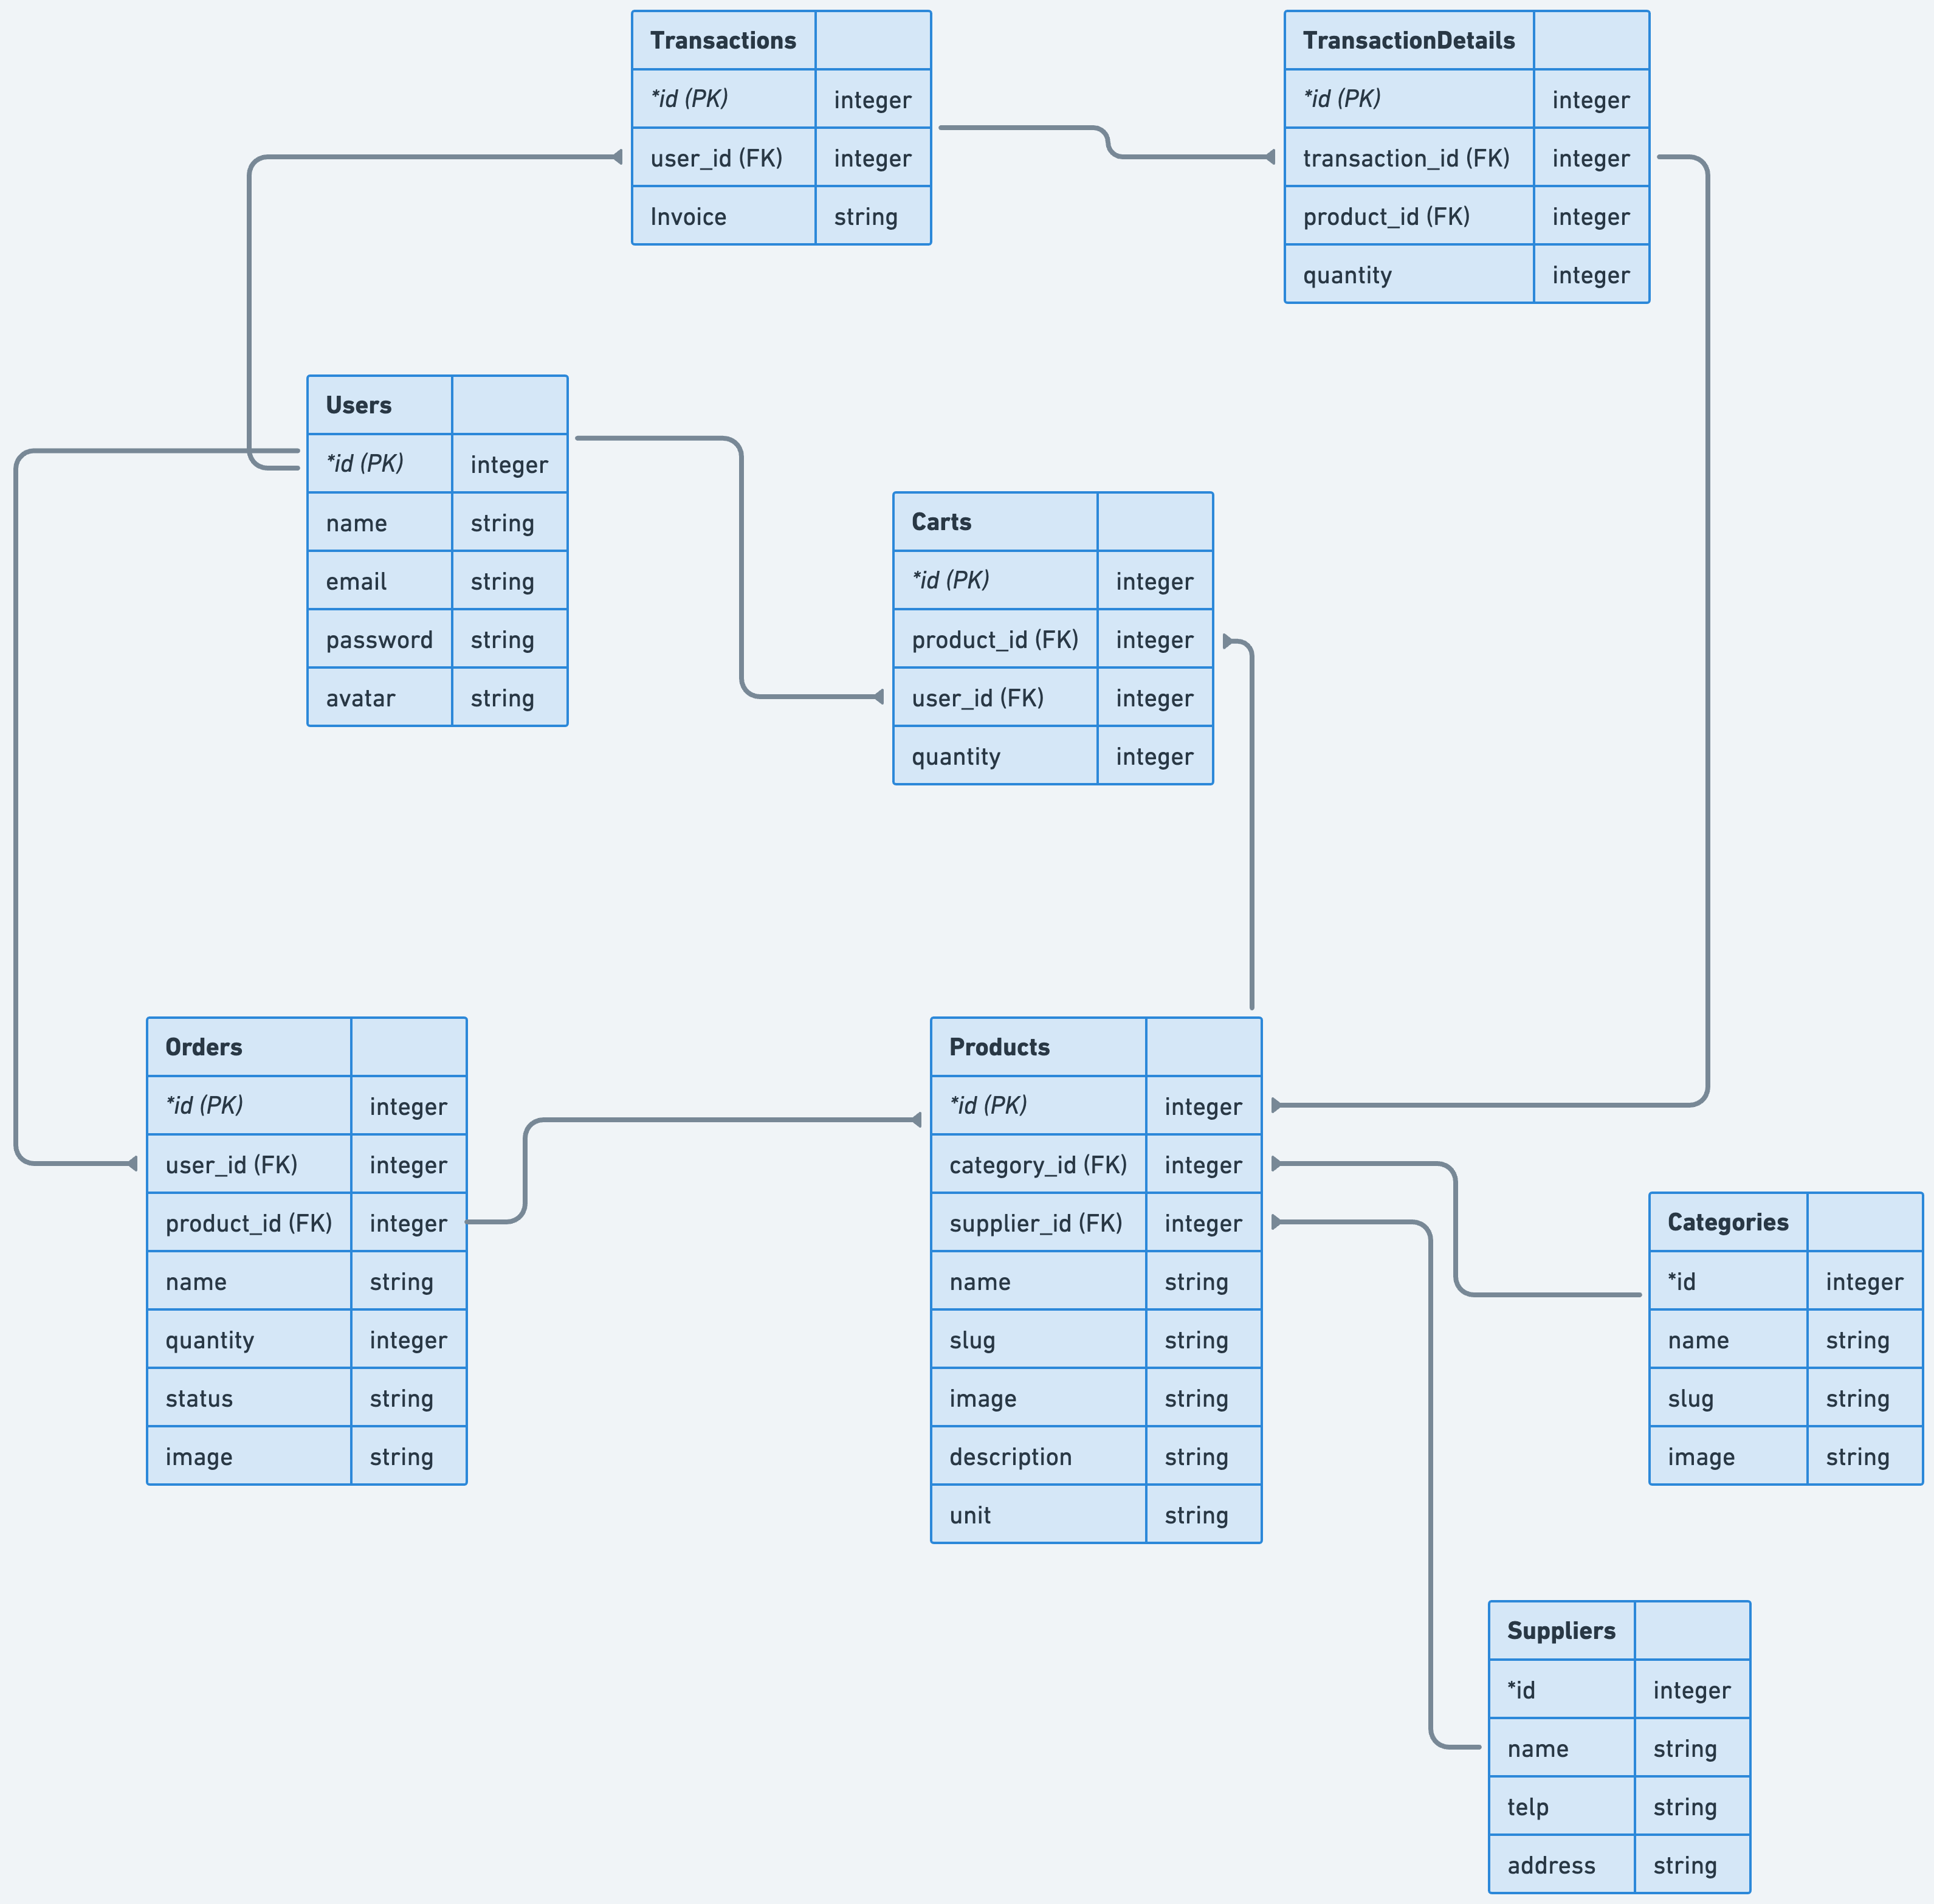 Transactions
*id (PK) integer
user_id (FK) integer
Invoice string
TransactionDetails
*id (PK) integer
transaction_id (FK) integer
product_id (FK) integer
quantity integer
Users
*id (PK) integer
name string
email string
password string
avatar string
Carts
*id (PK) integer
product_id (FK) integer
user_id (FK) integer
quantity integer
Orders
*id (PK) integer
user_id (FK) integer
product_id (FK) integer
name string
quantity integer
status string
image string
Products
*id (PK) integer
category_id (FK) integer
supplier_id (FK) integer
name string
slug string
image string
description string
unit string
Categories
*id integer
name string
slug string
image string
Suppliers
*id integer
name string
telp string
address string